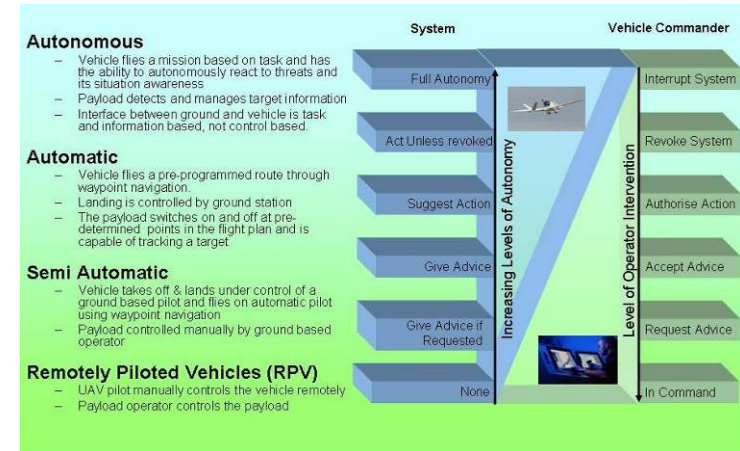 System
Vehicle Commander
Autonomous
– Vehicle flies a mission based on task and has
the ability to autonomously react to threats and
its situation awareness
– Payload detects and manages target information
– Interface between ground and vehicle is task
and information based, not control based.
Automatic
– Vehicle flies a pre-programmed route through
waypoint navigation.
– Landing is controlled by ground station
– The payload switches on and off at pre-
determined points in the flight plan and is
capable of tracking a target
Semi Automatic
– Vehicle takes off & lands under control of a
ground based pilot and flies on automatic pilot
using waypoint navigation
– Payload controlled manually by ground based
operator
Remotely Piloted Vehicles (RPV)
– UAV pilot manually controls the vehicle remotely
– Payload operator controls the payload
Full Autonomy
Act Unless revoked
Suggest Action
Give Advice
Give Advice if
Requested
None
Increasing Levels of Autonomy
Level of Operator Intervention
Interrupt System
Revoke System
Authorise Action
Accept Advice
Request Advice
In Command